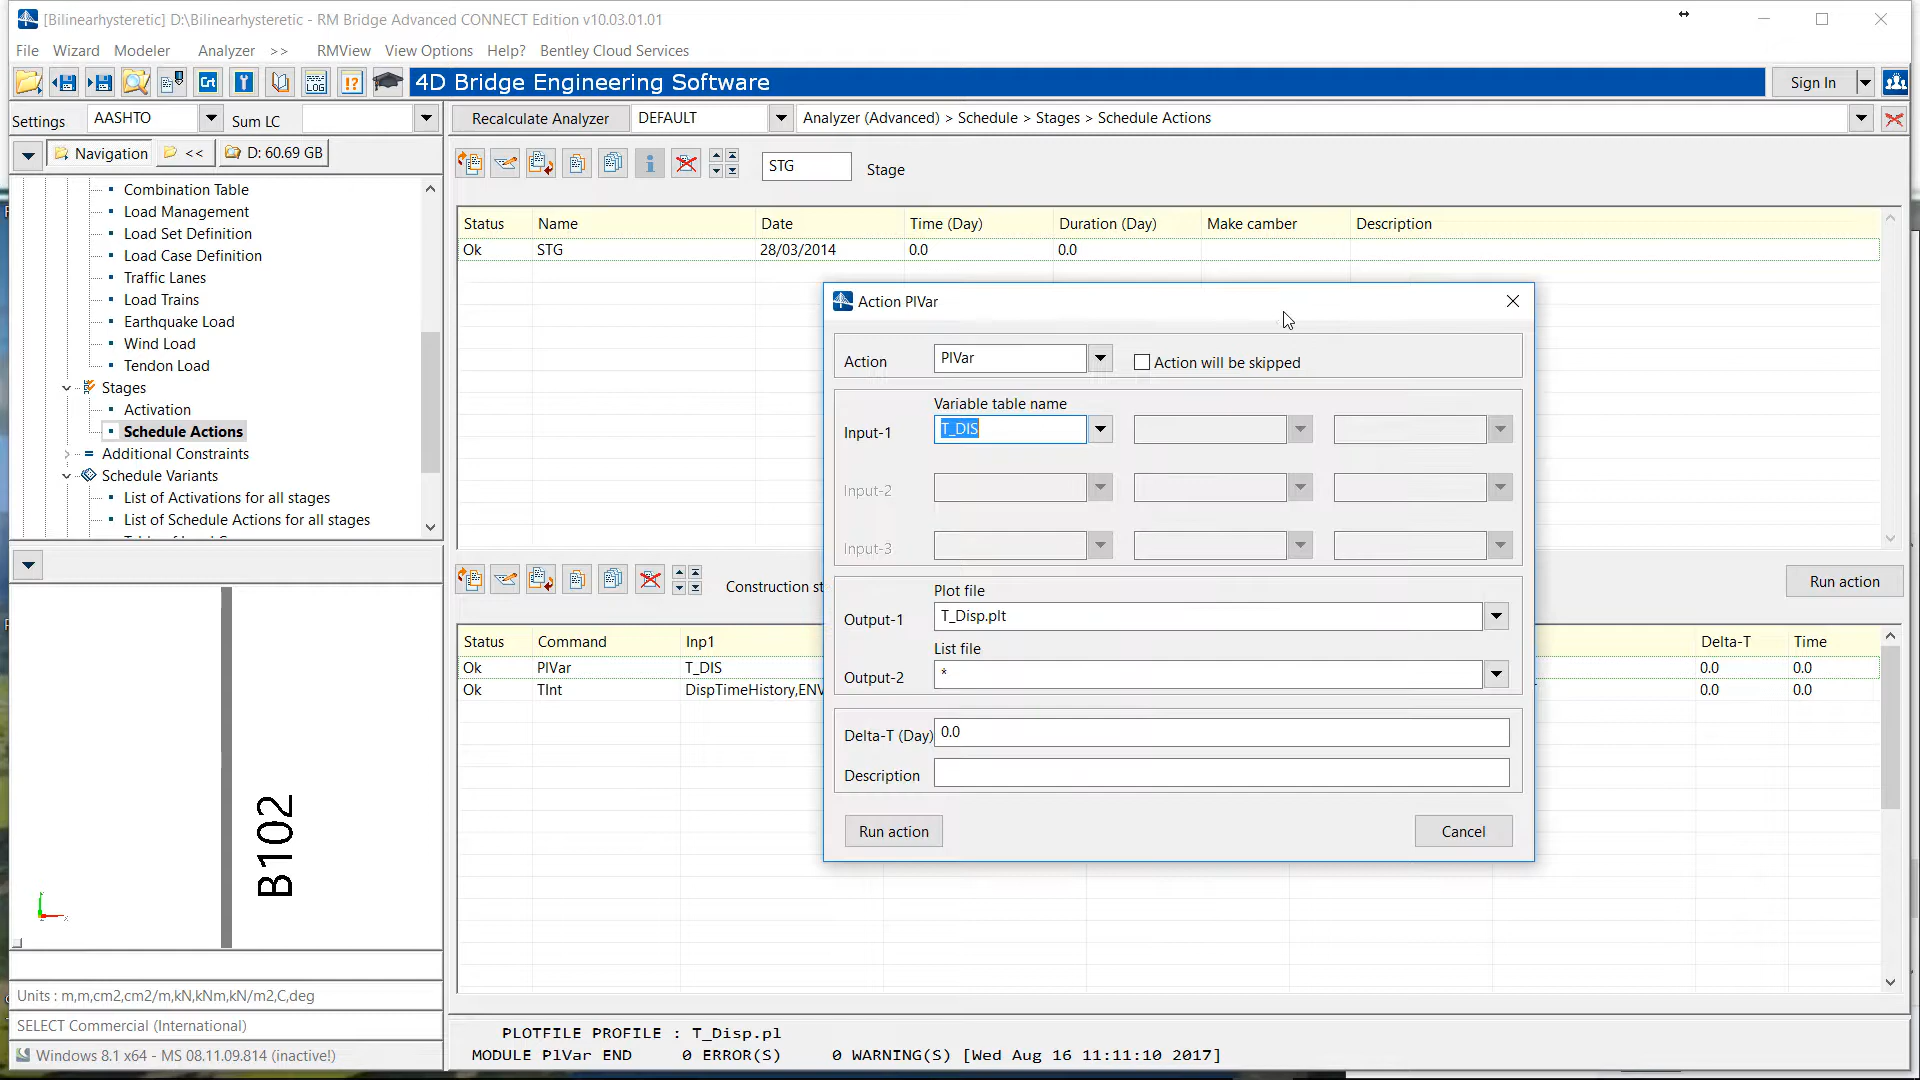 [Bilinearhysteretic] D:\Bilinearhysteretic - RM Bridge Advanced CONNECT Edition v10.03.01.01
File Wizard Modeler Analyzer >> RMView View Options Help? Bentley Cloud Services
Crt LOG !? 4D Bridge Engineering Software Sign In
Settings AASHTO Sum LC Recalculate Analyzer DEFAULT Analyzer (Advanced) > Schedule > Stages > Schedule Actions
Navigation << D: 60.69 GB
STG Stage
Combination Table
Load Management
Load Set Definition
Load Case Definition
Traffic Lanes
Load Trains
Earthquake Load
Wind Load
Tendon Load
Stages
Activation
Schedule Actions
Additional Constraints
Schedule Variants
List of Activations for all stages
List of Schedule Actions for all stages
Status Name Date Time (Day) Duration (Day) Make camber Description
Ok STG 28/03/2014 0.0 0.0
Action PlVar
Action PlVar Action will be skipped
Variable table name
Input-1 T_DIS
Input-2
Input-3
Plot file
Output-1 T_Disp.plt
List file
Output-2 *
Delta-T (Day) 0.0
Description
Run action Cancel
Construction st Run action
Status Command Inp1 Delta-T Time
Ok PlVar T_DIS 0.0 0.0
Ok TInt DispTimeHistory,ENV 0.0 0.0
B102
Units : m,m,cm2,cm2/m,kN,kNm,kN/m2,C,deg
SELECT Commercial (International)
Windows 8.1 x64 - MS 08.11.09.814 (inactive!)
PLOTFILE PROFILE : T_Disp.pl
MODULE PlVar END 0 ERROR(S) 0 WARNING(S) [Wed Aug 16 11:11:10 2017]